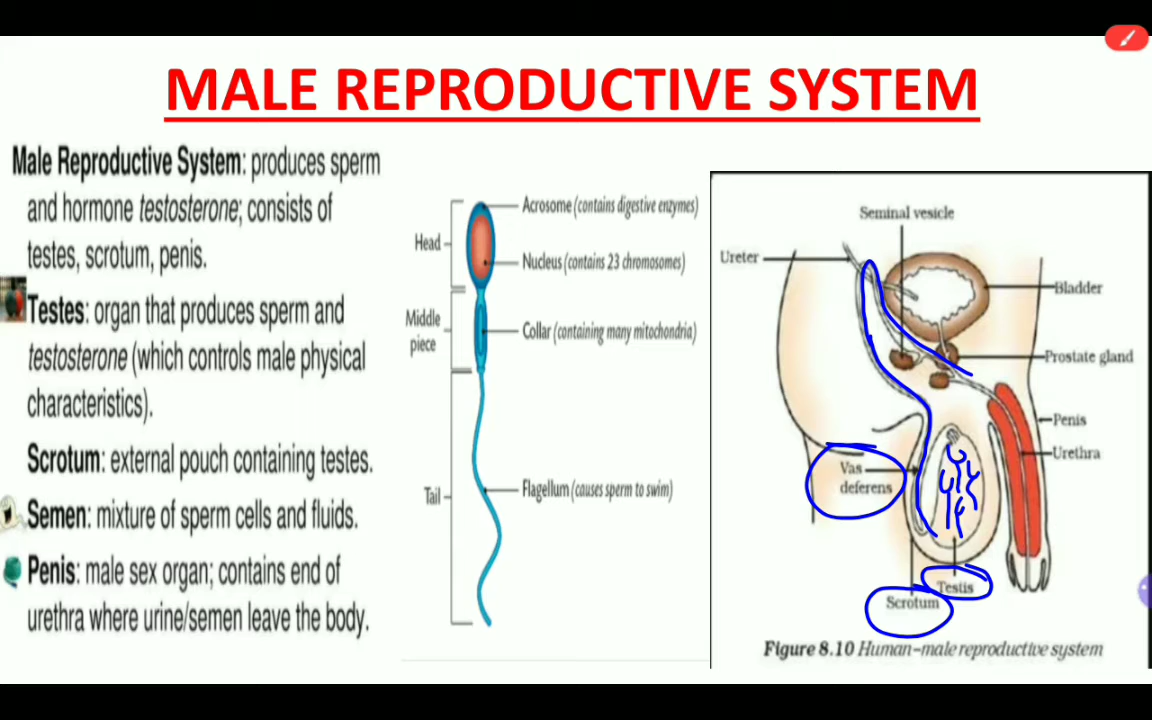 MALE REPRODUCTIVE SYSTEM
Male Reproductive System: produces sperm
and hormone testosterone; consists of
testes, scrotum, penis.
Testes: organ that produces sperm and
testosterone (which controls male physical
characteristics).
Scrotum: external pouch containing testes.
Semen: mixture of sperm cells and fluids.
Penis: male sex organ; contains end of
urethra where urine/semen leave the body.
Head
Middle
piece
Tail
Acrosome (contains digestive enzymes)
Nucleus (contains 23 chromosomes)
Collar (containing many mitochondria)
Flagellum (causes sperm to swim)
Seminal vesicle
Ureter
Bladder
Prostate gland
Penis
Urethra
Vas
deferens
Testis
Scrotum
Figure 8.10 Human–male reproductive system